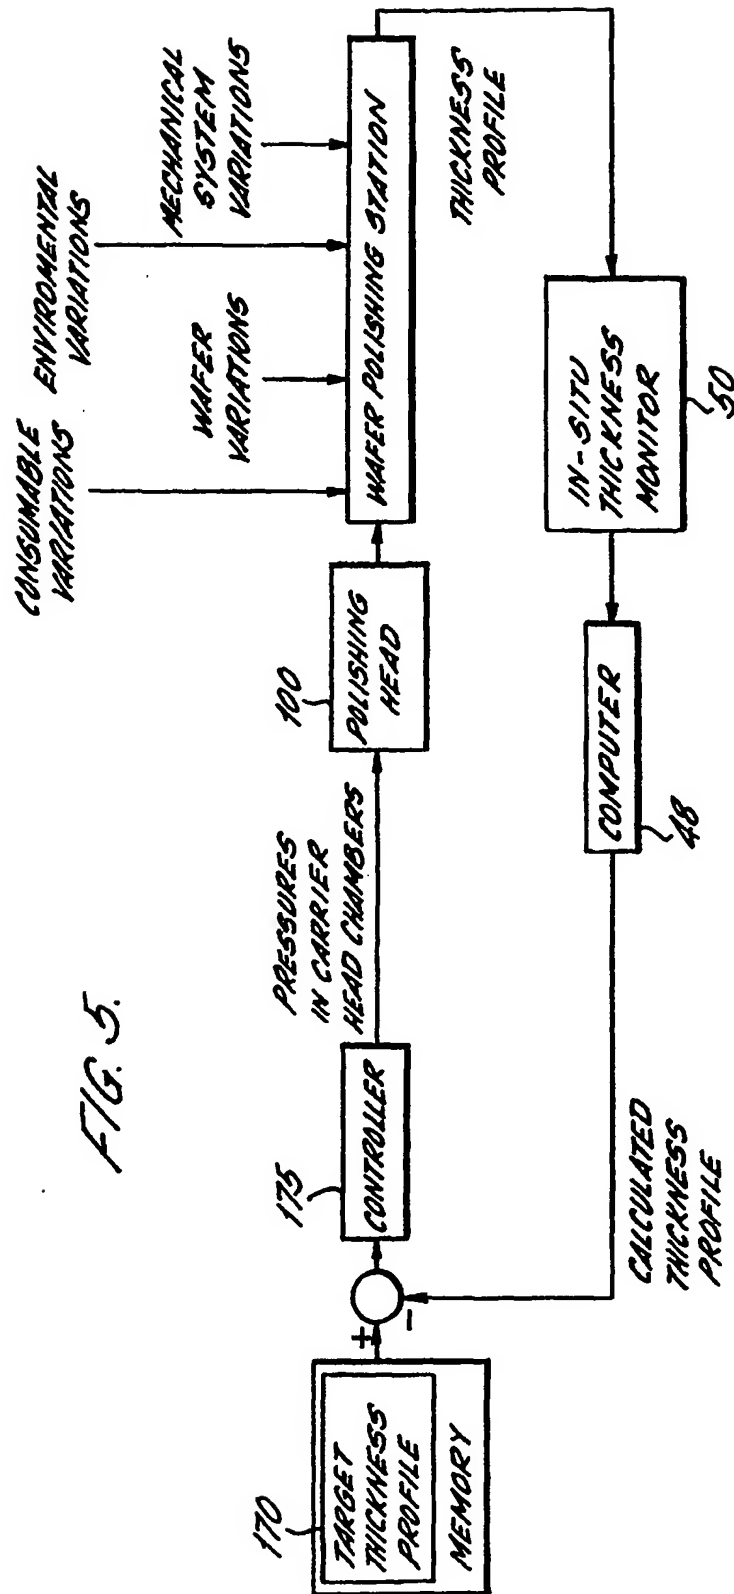 FIG. 5.
170
TARGET
THICKNESS
PROFILE
MEMORY
+
-
175
CONTROLLER
PRESSURES
IN CARRIER
HEAD CHAMBERS
100
POLISHING
HEAD
CONSUMABLE
VARIATIONS
ENVIROMENTAL
VARIATIONS
WAFER
VARIATIONS
MECHANICAL
SYSTEM
VARIATIONS
WAFER POLISHING STATION
THICKNESS
PROFILE
IN-SITU
THICKNESS
MONITOR
50
COMPUTER
48
CALCULATED
THICKNESS
PROFILE